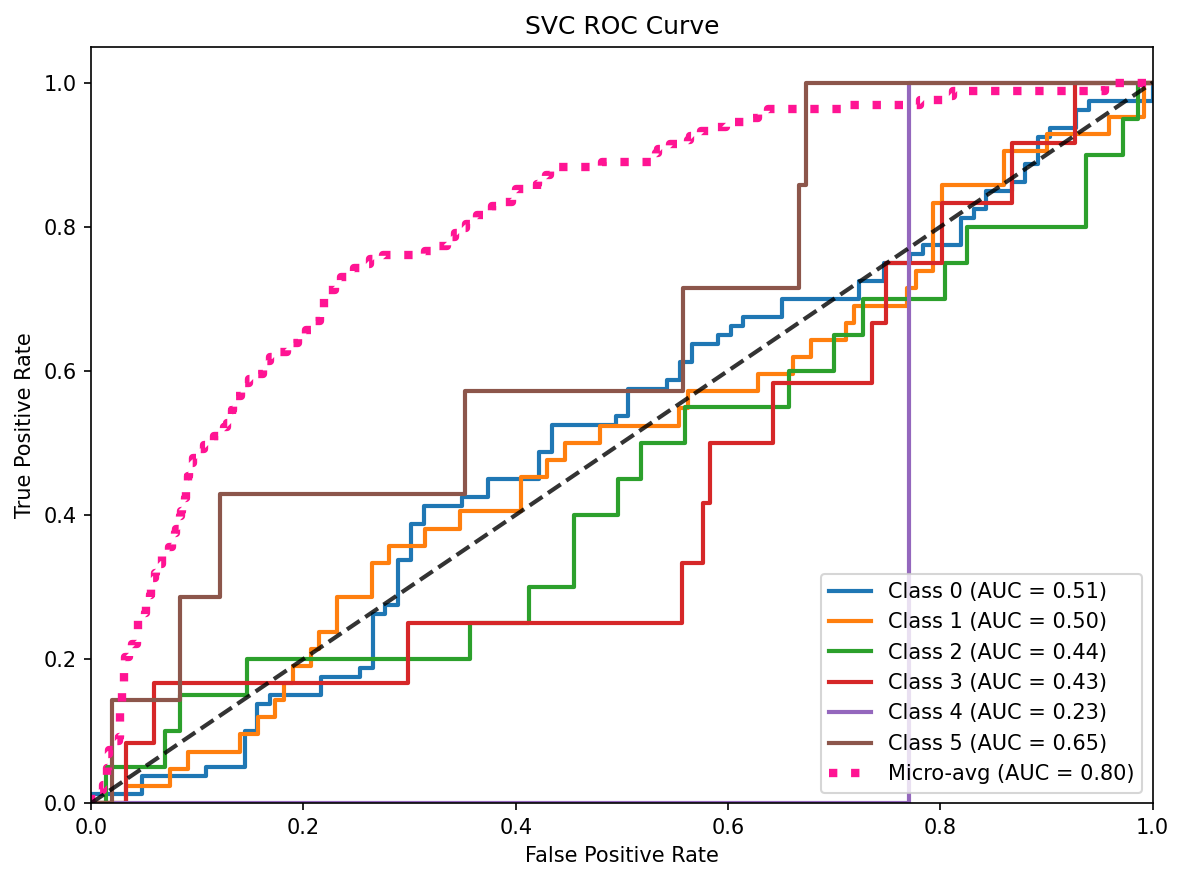 SVC ROC Curve
True Positive Rate
1.0
0.8
0.6
0.4
0.2
0.0
0.0 0.2 0.4 0.6 0.8 1.0
False Positive Rate
Class 0 (AUC = 0.51)
Class 1 (AUC = 0.50)
Class 2 (AUC = 0.44)
Class 3 (AUC = 0.43)
Class 4 (AUC = 0.23)
Class 5 (AUC = 0.65)
Micro-avg (AUC = 0.80)